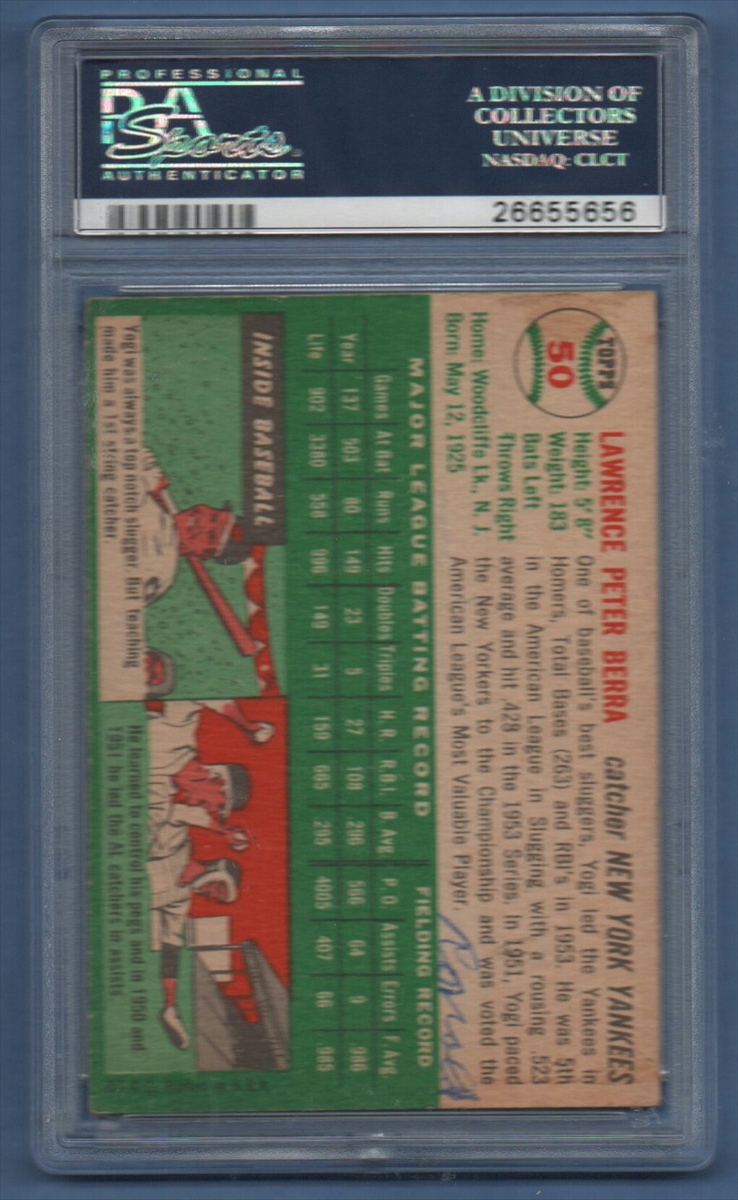 PROFESSIONAL
PSA
Sports
AUTHENTICATOR
A DIVISION OF
COLLECTORS
UNIVERSE
NASDAQ: CLCT
26655656
TOPPS
50
LAWRENCE PETER BERRA catcher NEW YORK YANKEES
Height: 5'8"
Weight: 183
Bats Left
Throws Right
Home: Woodcliffe Lk., N. J.
Born: May 12, 1925
One of baseball's best sluggers, Yogi led the Yankees in
Homers, Total Bases (263) and RBI's in 1953. He was 5th
in the American League in Slugging with a rousing .523
average and hit .428 in the 1953 Series. In 1951, Yogi paced
the New Yorkers to the Championship and was voted the
American League's Most Valuable Player.
MAJOR LEAGUE BATTING RECORD FIELDING RECORD
Games At Bat Runs Hits Doubles Triples H. R. R.B.I. B Avg. P. O. Assists Errors F. Avg.
Year 137 503 80 149 23 5 27 108 .296 566 64 9 .986
Life 902 3380 558 996 149 31 159 665 .295 4005 407 66 .985
INSIDE BASEBALL
Yogi was always a top notch slugger. But teaching
made him a 1st string catcher
He learned to control his pegs and in 1950 and
1951 he led the AL catchers in assists.